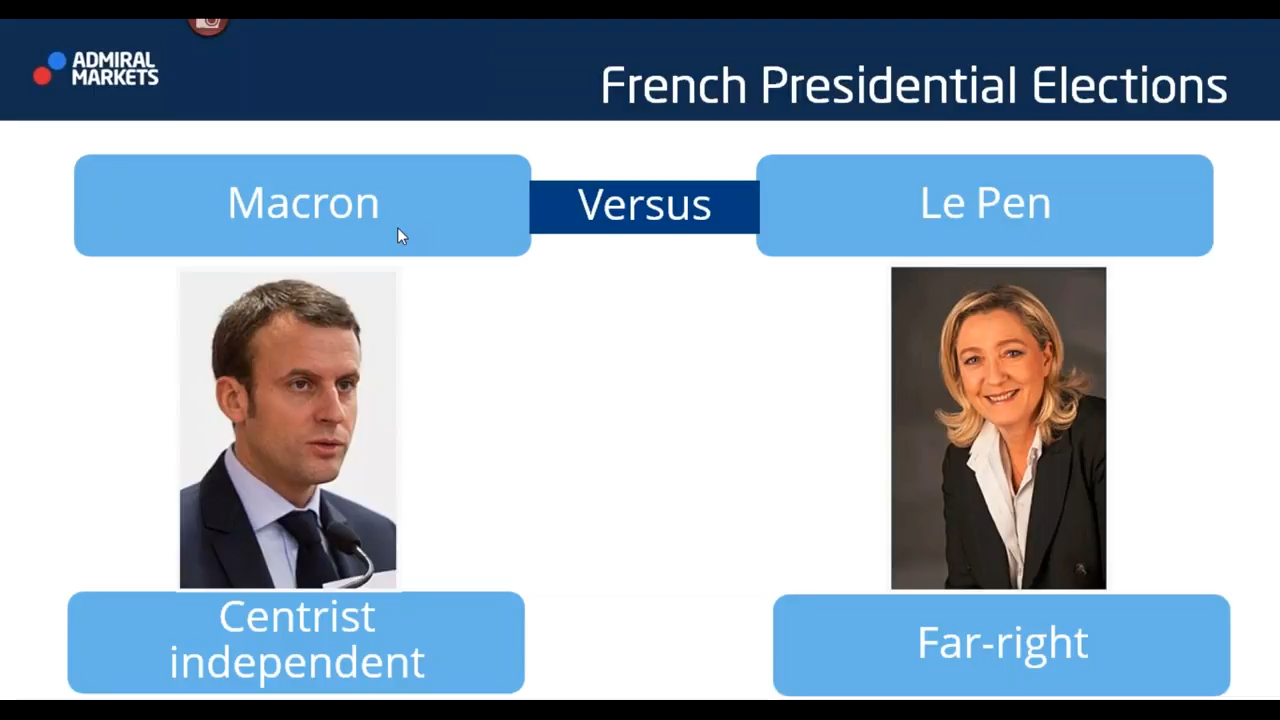 ADMIRAL
MARKETS
French Presidential Elections
Macron
Versus
Le Pen
Centrist
independent
Far-right